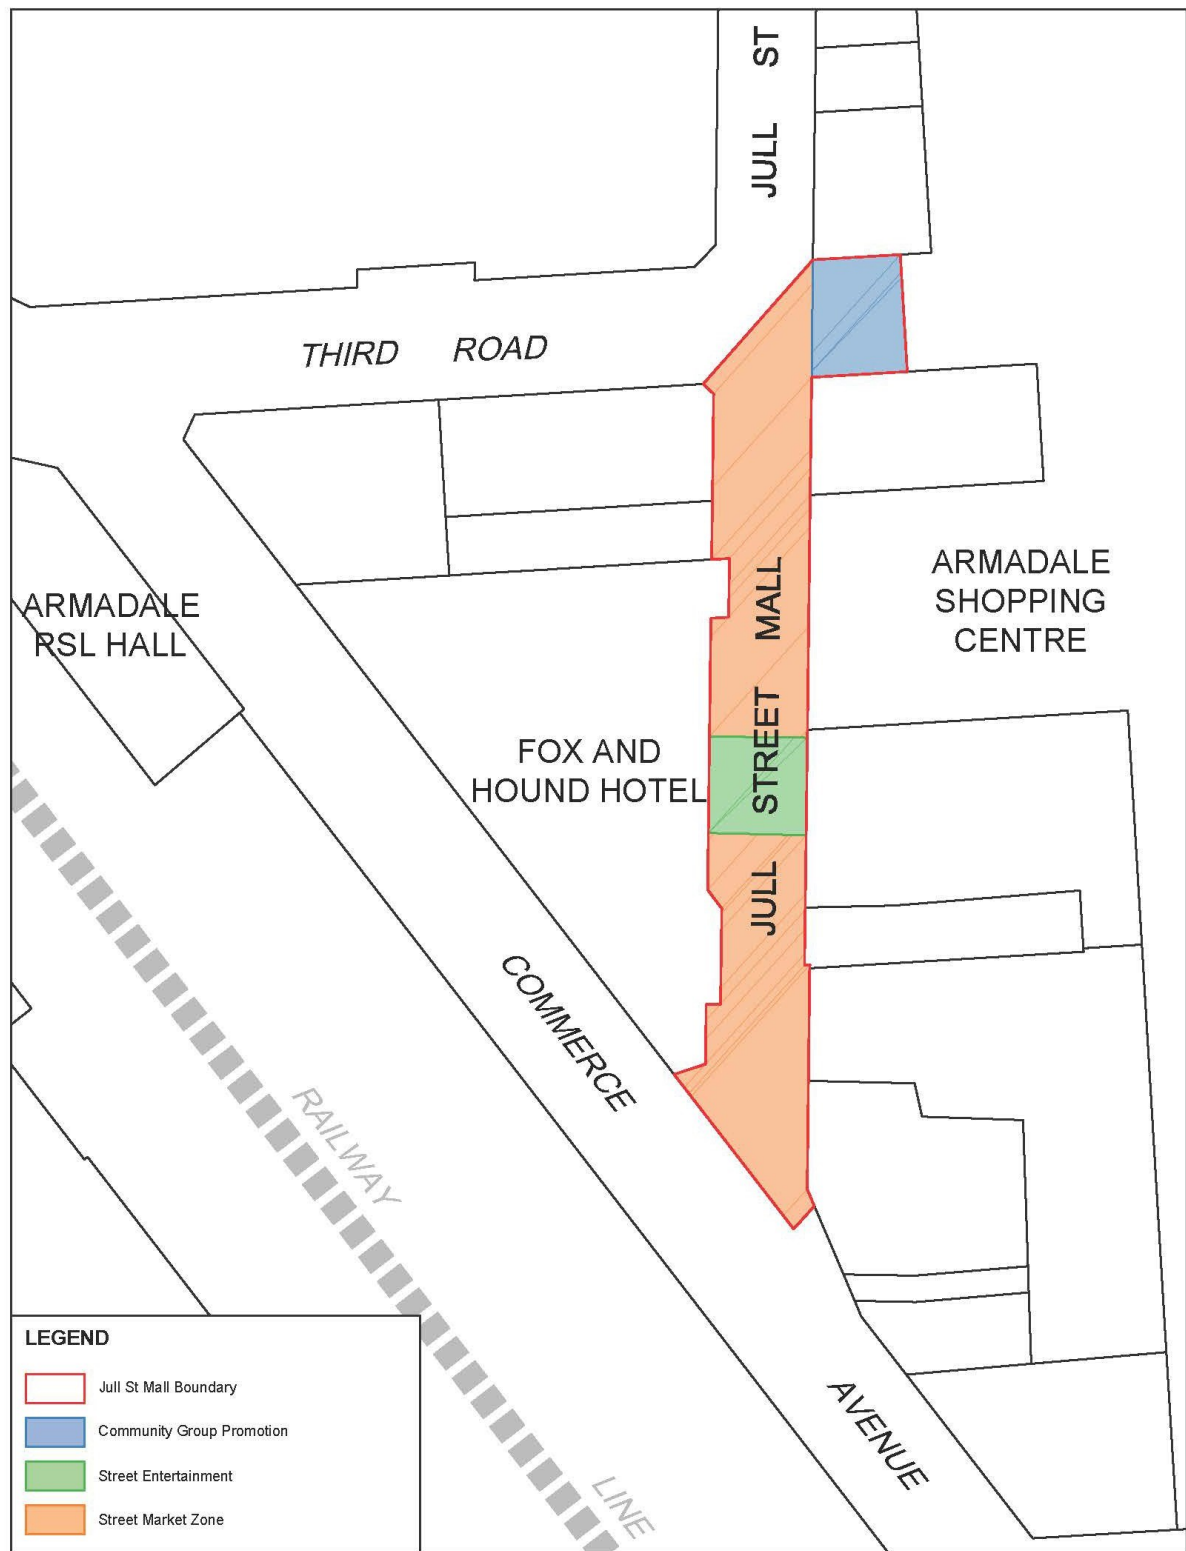 JULL ST
THIRD ROAD
ARMADALE
RSL HALL
ARMADALE
SHOPPING
CENTRE
FOX AND
HOUND HOTEL
JULL STREET MALL
COMMERCE AVENUE
RAILWAY LINE
LEGEND
Jull St Mall Boundary
Community Group Promotion
Street Entertainment
Street Market Zone